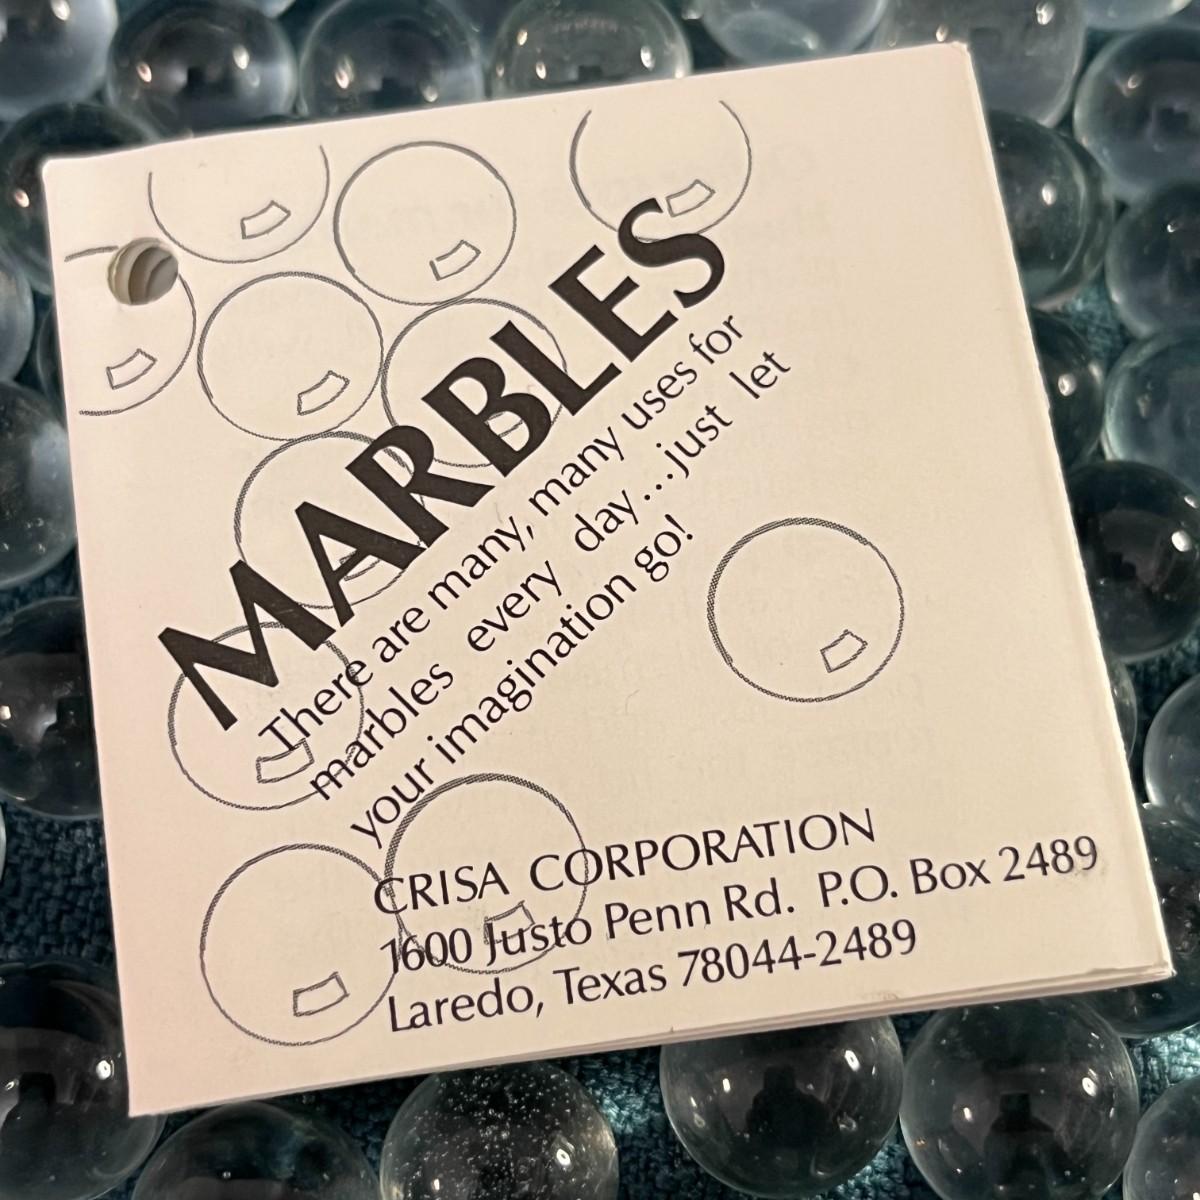 MARBLES
There are many, many uses for
marbles every day....just let
your imagination go!
CRISA CORPORATION
1600 Justo Penn Rd. P.O. Box 2489
Laredo, Texas 78044-2489